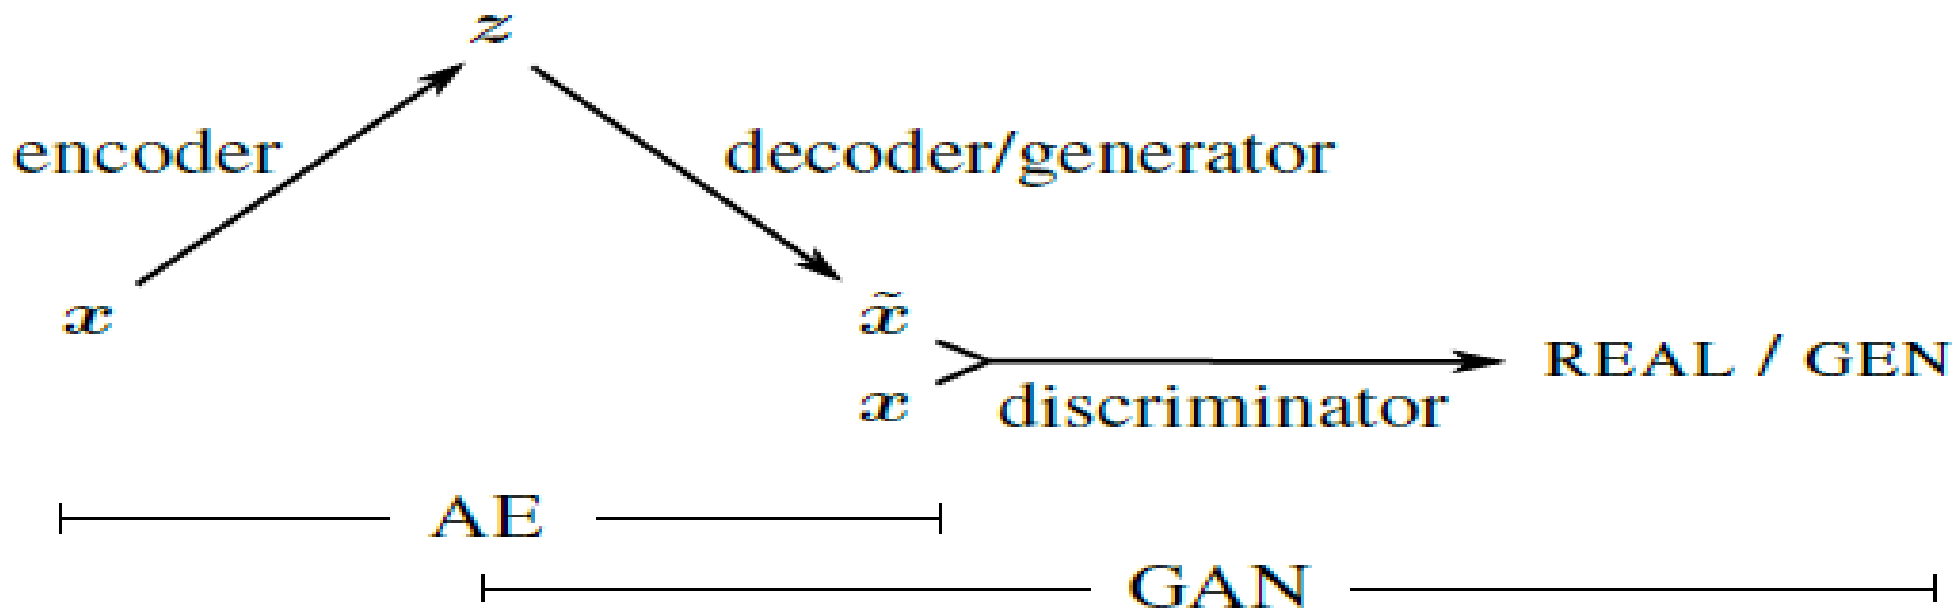 z
encoder
decoder/generator
x
x̃
REAL / GEN
x
discriminator
AE
GAN